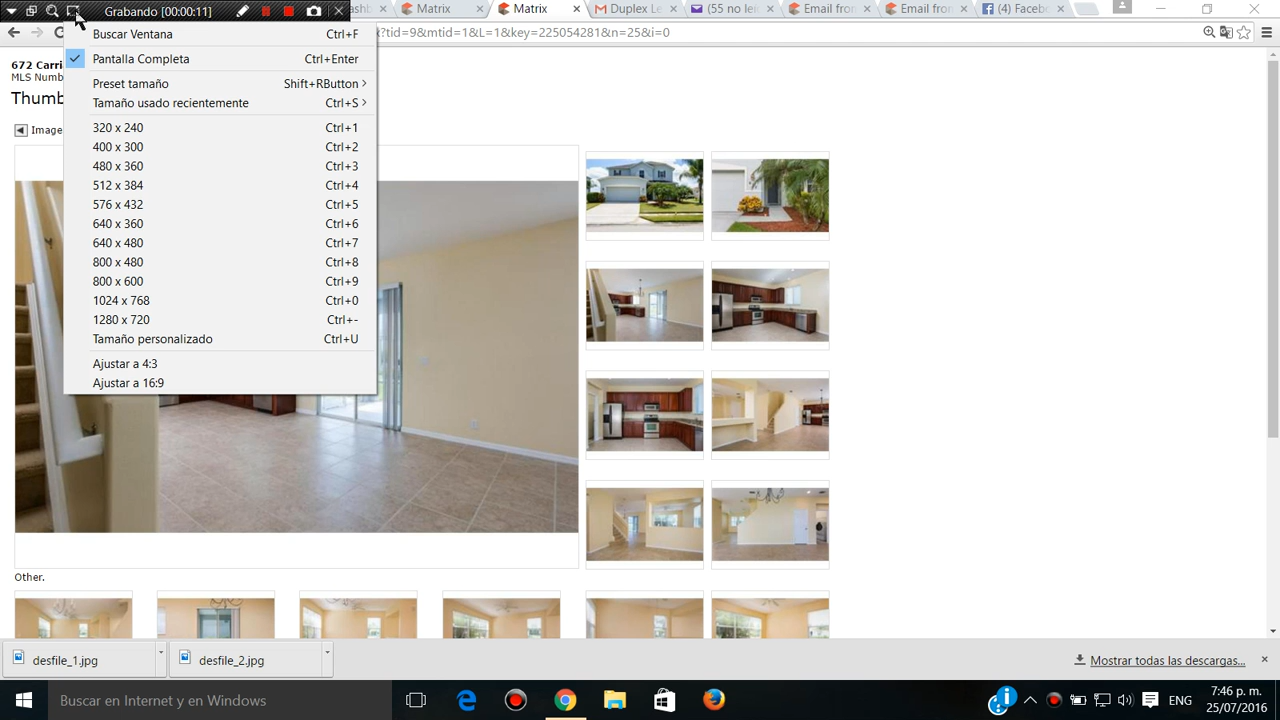 Grabando [00:00:11]
ashb
Matrix
Matrix
Duplex Le
(55 no leí
Email fror
Email fror
(4) Facebo
?tid=9&mtid=1&L=1&key=225054281&n=25&i=0
672 Carri
MLS Numb
Thumb
Image
Buscar Ventana Ctrl+F
Pantalla Completa Ctrl+Enter
Preset tamaño Shift+RButton
Tamaño usado recientemente Ctrl+S
320 x 240 Ctrl+1
400 x 300 Ctrl+2
480 x 360 Ctrl+3
512 x 384 Ctrl+4
576 x 432 Ctrl+5
640 x 360 Ctrl+6
640 x 480 Ctrl+7
800 x 480 Ctrl+8
800 x 600 Ctrl+9
1024 x 768 Ctrl+0
1280 x 720 Ctrl+-
Tamaño personalizado Ctrl+U
Ajustar a 4:3
Ajustar a 16:9
Other.
desfile_1.jpg
desfile_2.jpg
Mostrar todas las descargas...
Buscar en Internet y en Windows
ENG
7:46 p. m.
25/07/2016